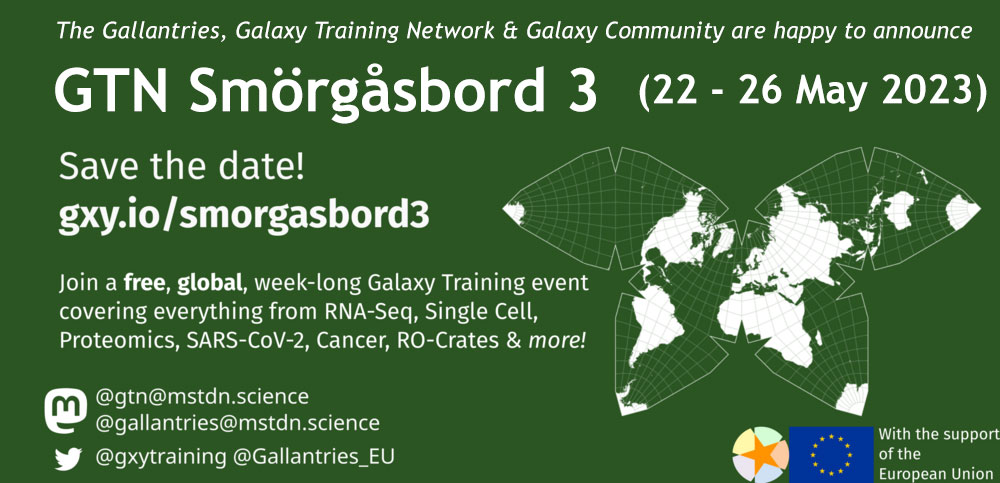 The Gallantries, Galaxy Training Network & Galaxy Community are happy to announce
GTN Smörgåsbord 3 (22 - 26 May 2023)
Save the date!
gxy.io/smorgasbord3
Join a free, global, week-long Galaxy Training event
covering everything from RNA-Seq, Single Cell,
Proteomics, SARS-CoV-2, Cancer, RO-Crates & more!
@gtn@mstdn.science
@gallantries@mstdn.science
@gxytraining @Gallantries_EU
With the support
of the
European Union